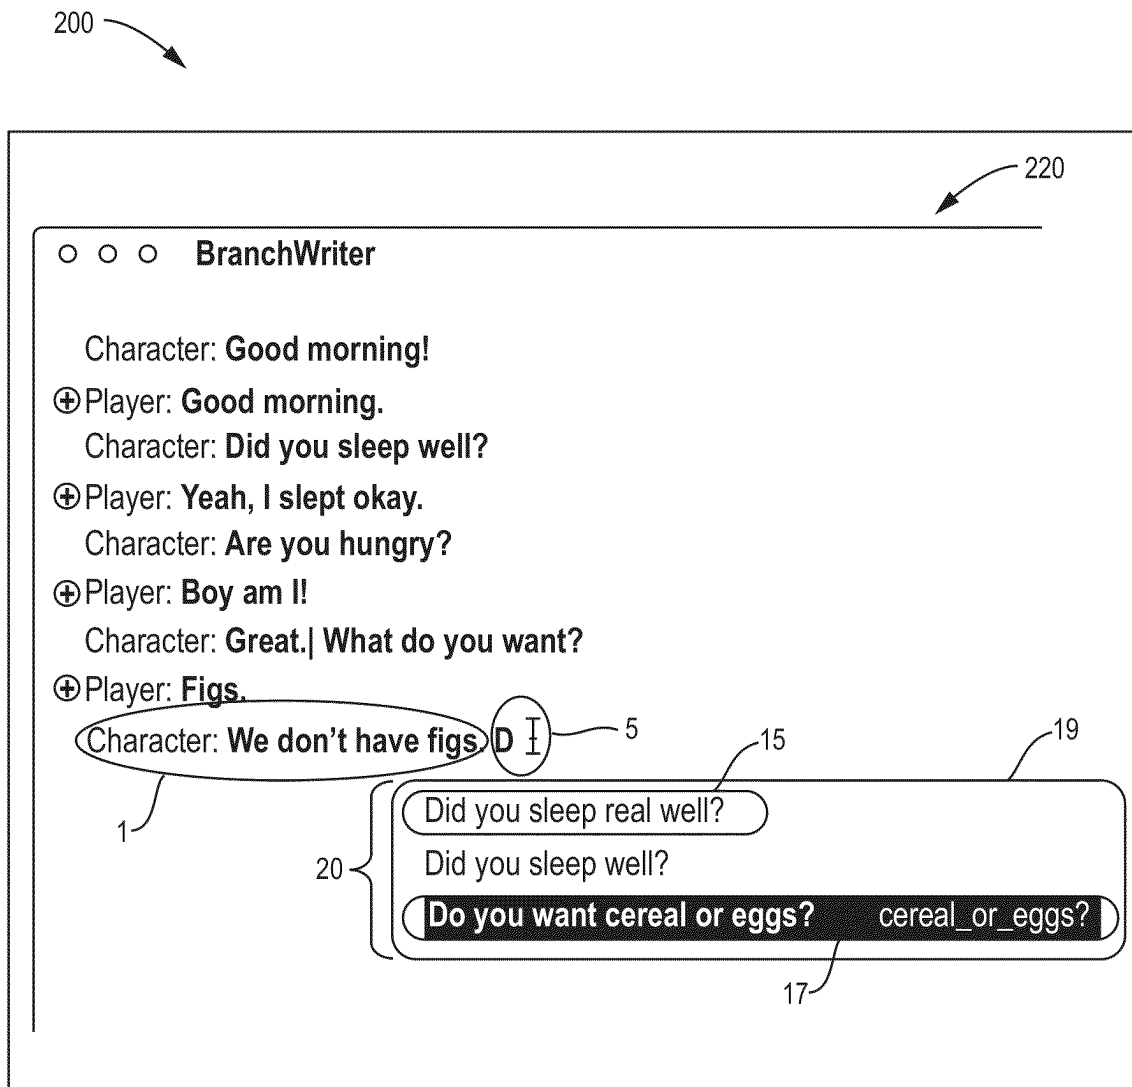 200
220
BranchWriter
Character: Good morning!
Player: Good morning.
Character: Did you sleep well?
Player: Yeah, I slept okay.
Character: Are you hungry?
Player: Boy am I!
Character: Great.| What do you want?
Player: Figs.
Character: We don't have figs. D
5
15
19
1
20
Did you sleep real well?
Did you sleep well?
Do you want cereal or eggs? cereal_or_eggs?
17